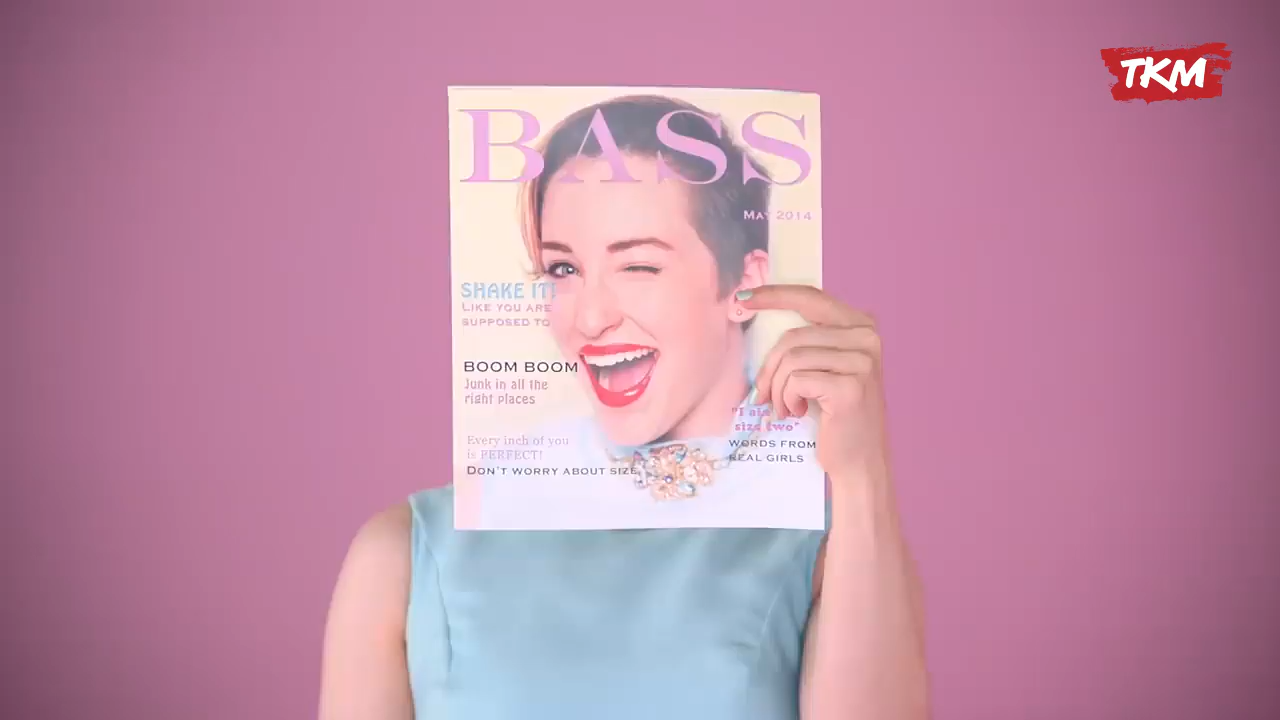 TKM
BASS
May 2014
SHAKE IT!
LIKE YOU ARE
SUPPOSED TO
BOOM BOOM
Junk in all the
right places
Every inch of you
is PERFECT!
DON'T WORRY ABOUT SIZE
"I
size two"
WORDS FROM
REAL GIRLS